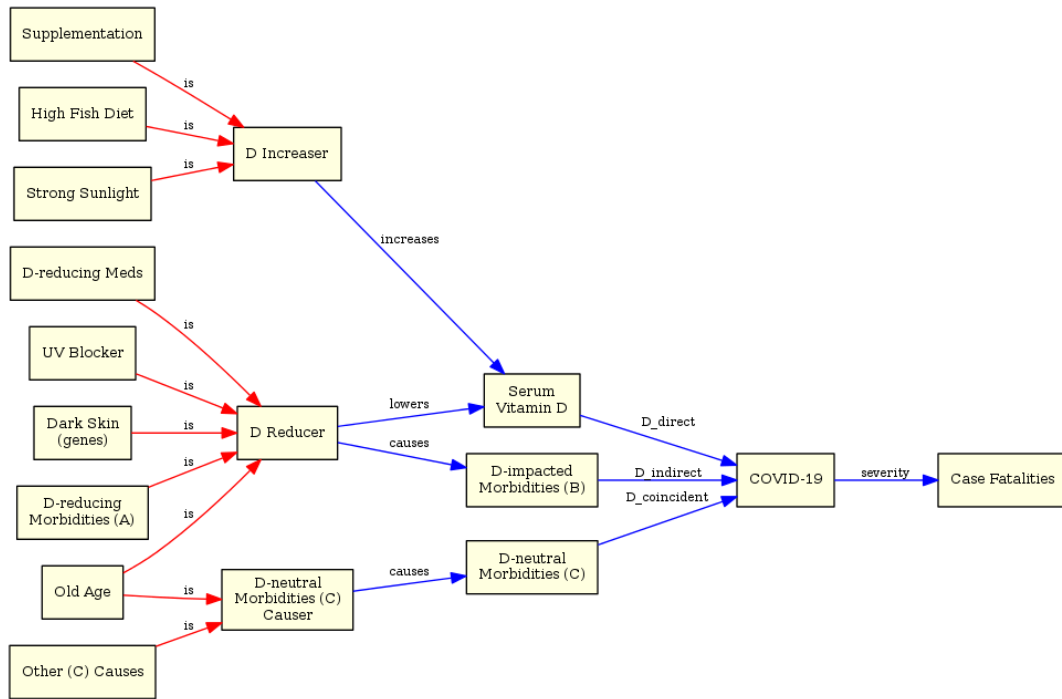 Supplementation
is
High Fish Diet
is
D Increaser
is
Strong Sunlight
increases
D-reducing Meds
is
UV Blocker
is
Serum
Vitamin D
lowers
Dark Skin
(genes)
is
D Reducer
D_direct
causes
is
D-impacted
Morbidities (B)
D_indirect
COVID-19
severity
Case Fatalities
D-reducing
Morbidities (A)
D_coincident
is
D-neutral
Morbidities (C)
causes
Old Age
is
D-neutral
Morbidities (C)
Causer
is
Other (C) Causes